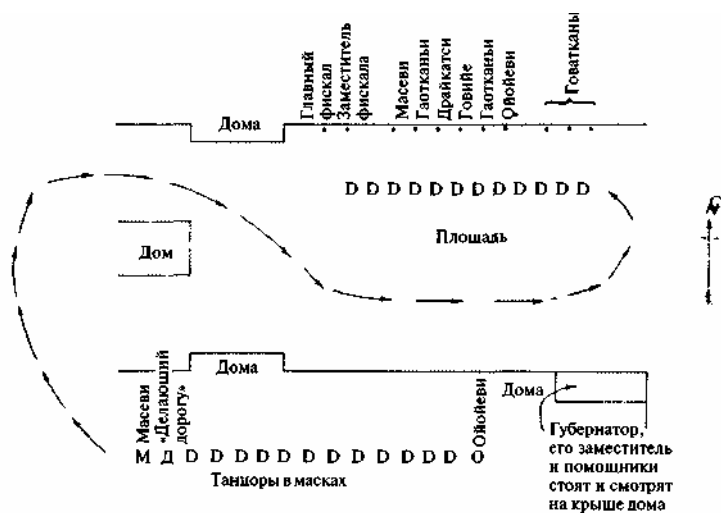 Главный
фискал
Заместитель
фискала
Масеви
Гаотканьи
Драйкатси
Говийе
Гаотканьи
Ойойеви
Говатканы
Дома
D D D D D D D D D D D D
Площадь
Дом
С
Дома
Дома
Масеви
«Делающий
дорогу»
Ойойеви
М Д D D D D D D D D D D D D О
Танцоры в масках
Губернатор,
его заместитель
и помощники
стоят и смотрят
на крыше дома